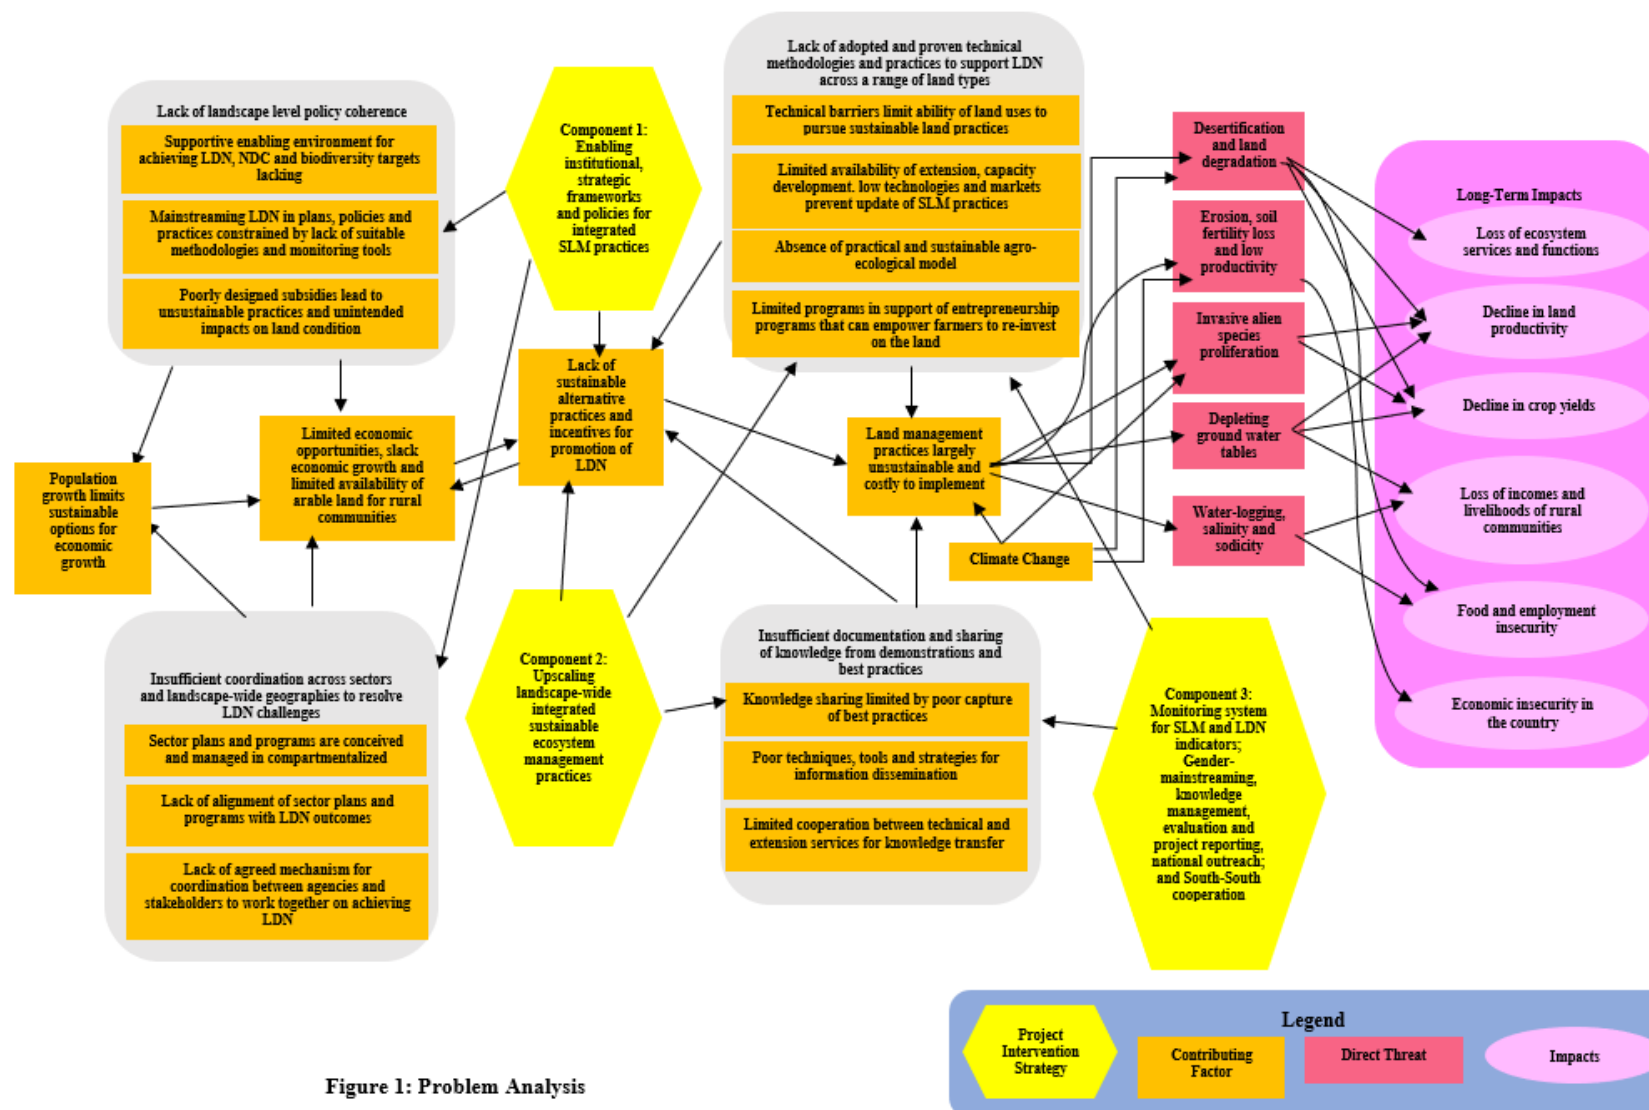 Lack of landscape level policy coherence
Supportive enabling environment for
achieving LDN, NDC and biodiversity targets
lacking
Mainstreaming LDN in plans, policies and
practices constrained by lack of suitable
methodologies and monitoring tools
Poorly designed subsidies lead to
unsustainable practices and unintended
impacts on land condition
Component 1:
Enabling
institutional,
strategic
frameworks
and policies for
integrated
SLM practices
Lack of adopted and proven technical
methodologies and practices to support LDN
across a range of land types
Technical barriers limit ability of land uses to
pursue sustainable land practices
Limited availability of extension, capacity
development. low technologies and markets
prevent update of SLM practices
Absence of practical and sustainable agro-
ecological model
Limited programs in support of entrepreneurship
programs that can empower farmers to re-invest
on the land
Desertification
and land
degradation
Erosion, soil
fertility loss
and low
productivity
Invasive alien
species
proliferation
Depleting
ground water
tables
Water-logging,
salinity and
sodicity
Long-Term Impacts
Loss of ecosystem
services and functions
Decline in land
productivity
Decline in crop yields
Loss of incomes and
livelihoods of rural
communities
Food and employment
insecurity
Economic insecurity in
the country
Population
growth limits
sustainable
options for
economic
growth
Limited economic
opportunities, slack
economic growth and
limited availability of
arable land for rural
communities
Lack of
sustainable
alternative
practices and
incentives for
promotion of
LDN
Land management
practices largely
unsustainable and
costly to implement
Climate Change
Insufficient coordination across sectors
and landscape-wide geographies to resolve
LDN challenges
Sector plans and programs are conceived
and managed in compartmentalized
Lack of alignment of sector plans and
programs with LDN outcomes
Lack of agreed mechanism for
coordination between agencies and
stakeholders to work together on achieving
LDN
Component 2:
Upscaling
landscape-wide
integrated
sustainable
ecosystem
management
practices
Insufficient documentation and sharing
of knowledge from demonstrations and
best practices
Knowledge sharing limited by poor capture
of best practices
Poor techniques, tools and strategies for
information dissemination
Limited cooperation between technical and
extension services for knowledge transfer
Component 3:
Monitoring system
for SLM and LDN
indicators;
Gender-
mainstreaming,
knowledge
management,
evaluation and
project reporting,
national outreach;
and South-South
cooperation
Legend
Project
Intervention
Strategy
Contributing
Factor
Direct Threat
Impacts
Figure 1: Problem Analysis